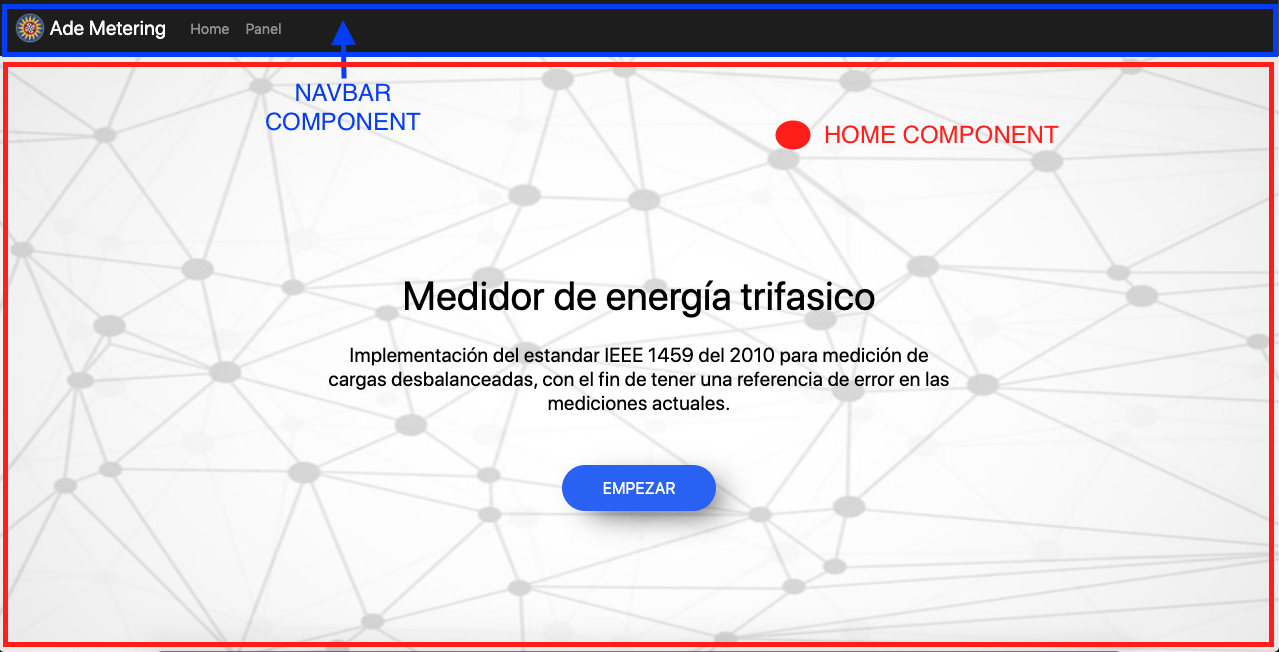 Ade Metering Home Panel
NAVBAR
COMPONENT
HOME COMPONENT
Medidor de energía trifasico
Implementación del estandar IEEE 1459 del 2010 para medición de
cargas desbalanceadas, con el fin de tener una referencia de error en las
mediciones actuales.
EMPEZAR